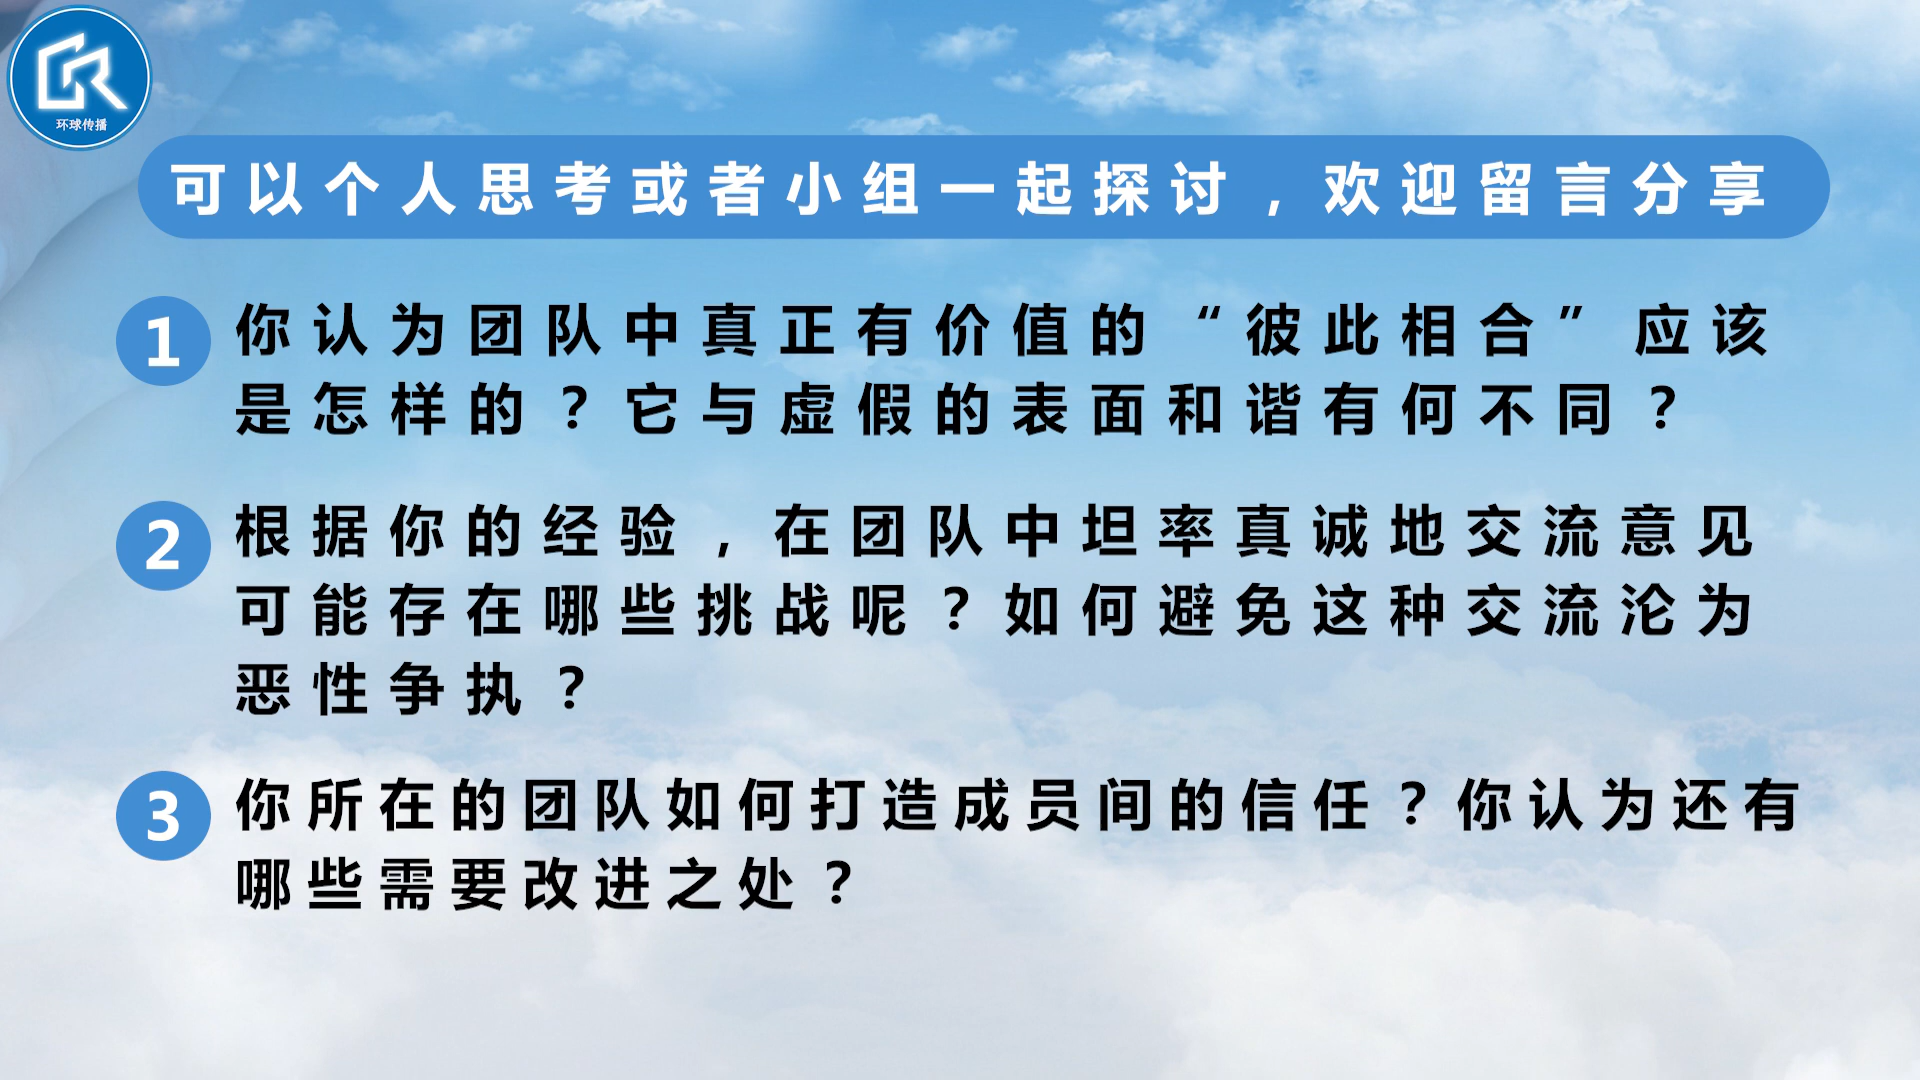 环球传播
可以个人思考或者小组一起探讨，欢迎留言分享
1 你认为团队中真正有价值的“彼此相合”应该
是怎样的？它与虚假的表面和谐有何不同？
2 根据你的经验，在团队中坦率真诚地交流意见
可能存在哪些挑战呢？如何避免这种交流沦为
恶性争执？
3 你所在的团队如何打造成员间的信任？你认为还有
哪些需要改进之处？